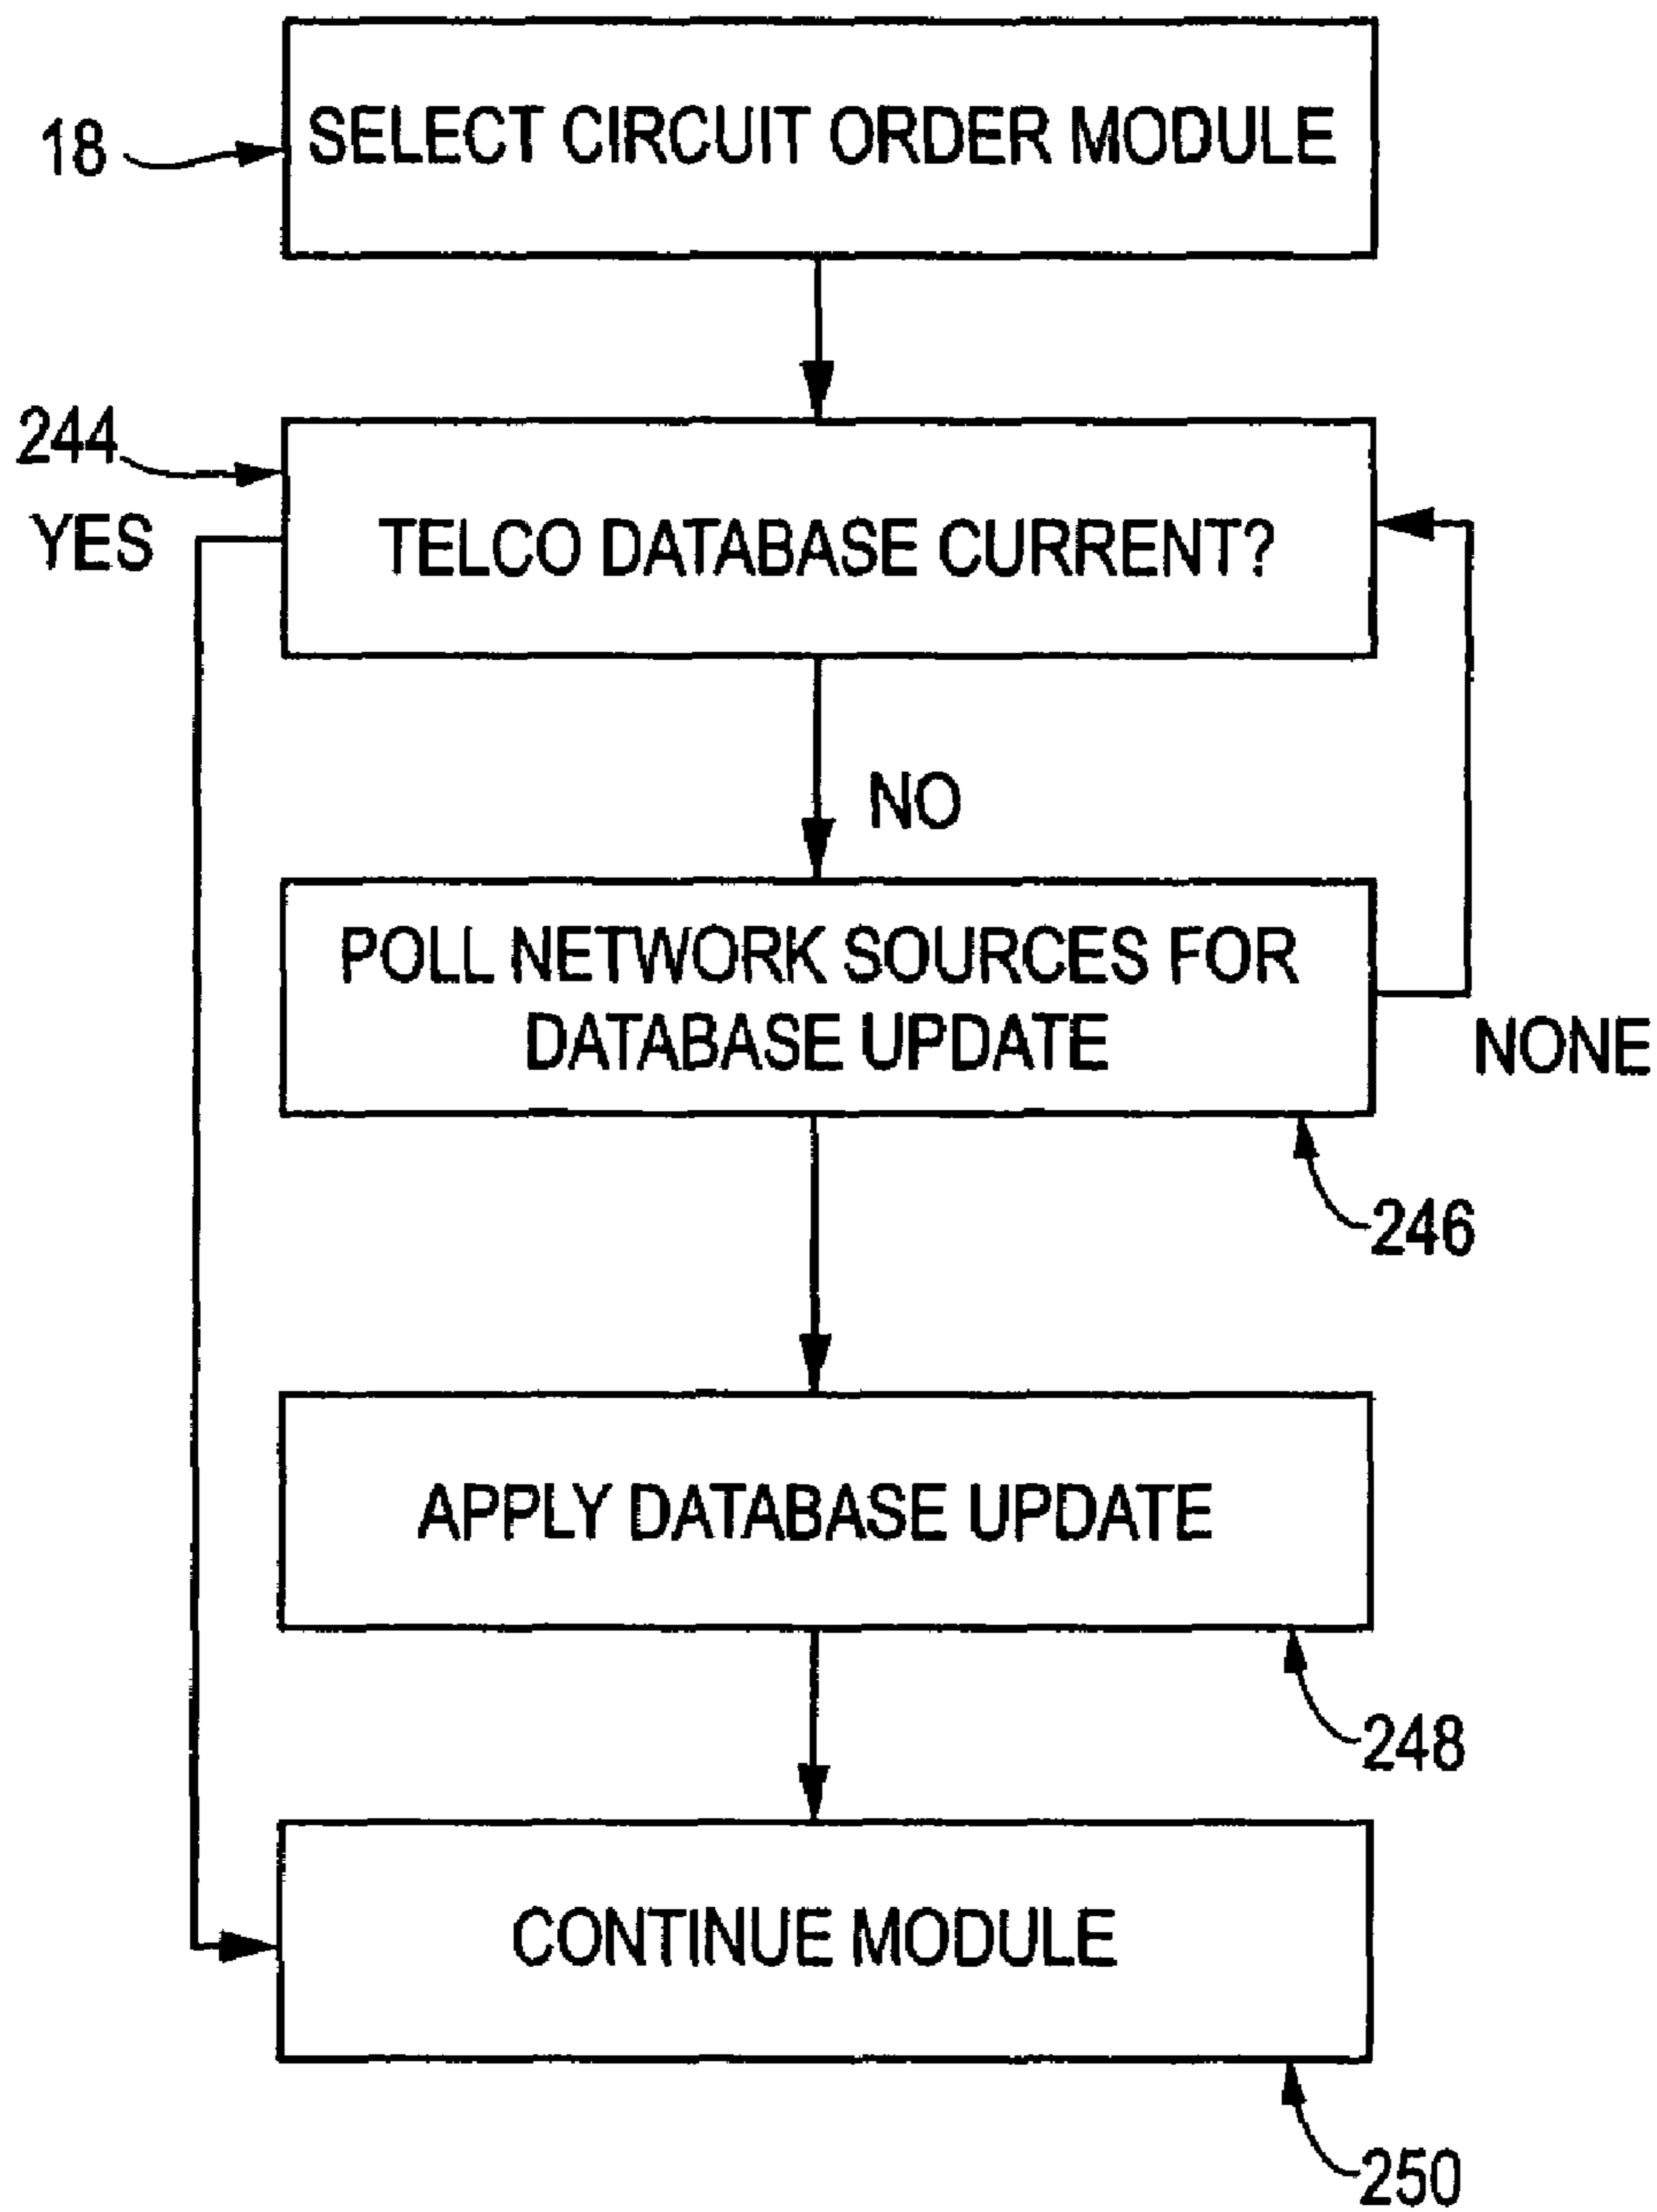 SELECT CIRCUIT ORDER MODULE
18
244
YES
TELCO DATABASE CURRENT?
NO
POLL NETWORK SOURCES FOR
DATABASE UPDATE
NONE
246
APPLY DATABASE UPDATE
248
CONTINUE MODULE
250